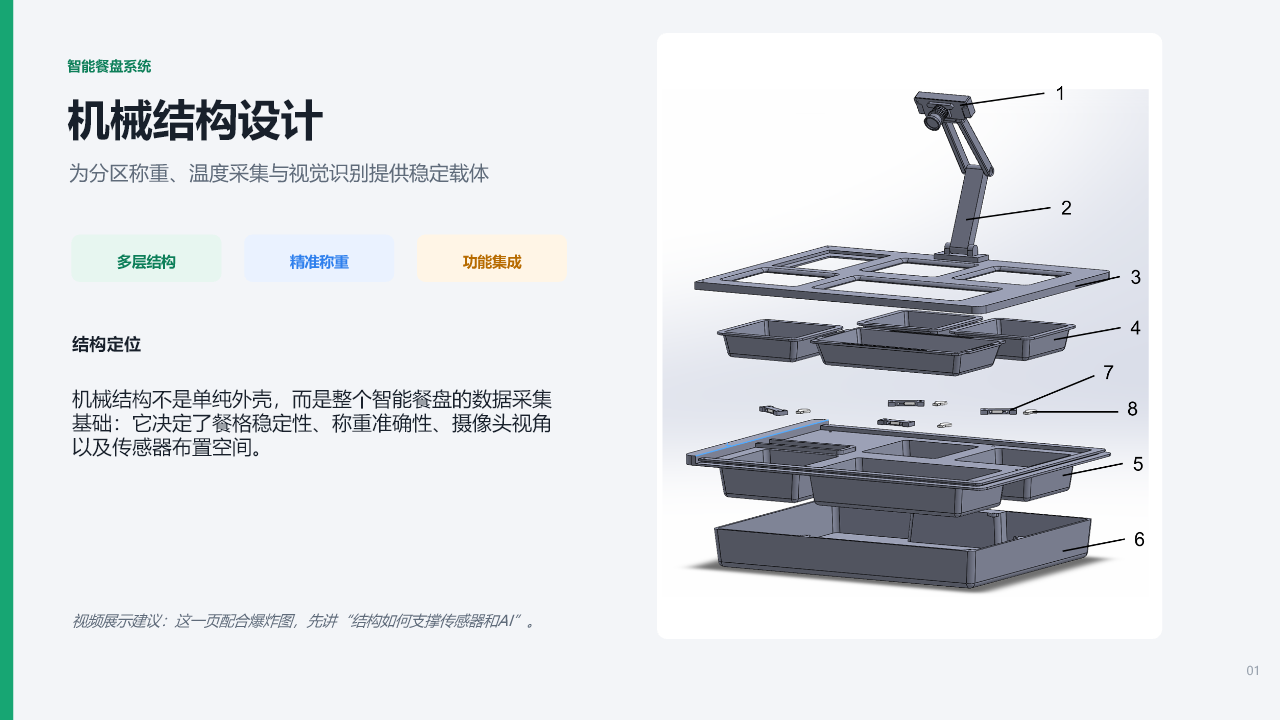 智能餐盘系统
机械结构设计
为分区称重、温度采集与视觉识别提供稳定载体
多层结构
精准称重
功能集成
结构定位
机械结构不是单纯外壳，而是整个智能餐盘的数据采集
基础：它决定了餐格稳定性、称重准确性、摄像头视角
以及传感器布置空间。
视频展示建议：这一页配合爆炸图，先讲“结构如何支撑传感器和AI”。
1
2
3
4
7
8
5
6
01